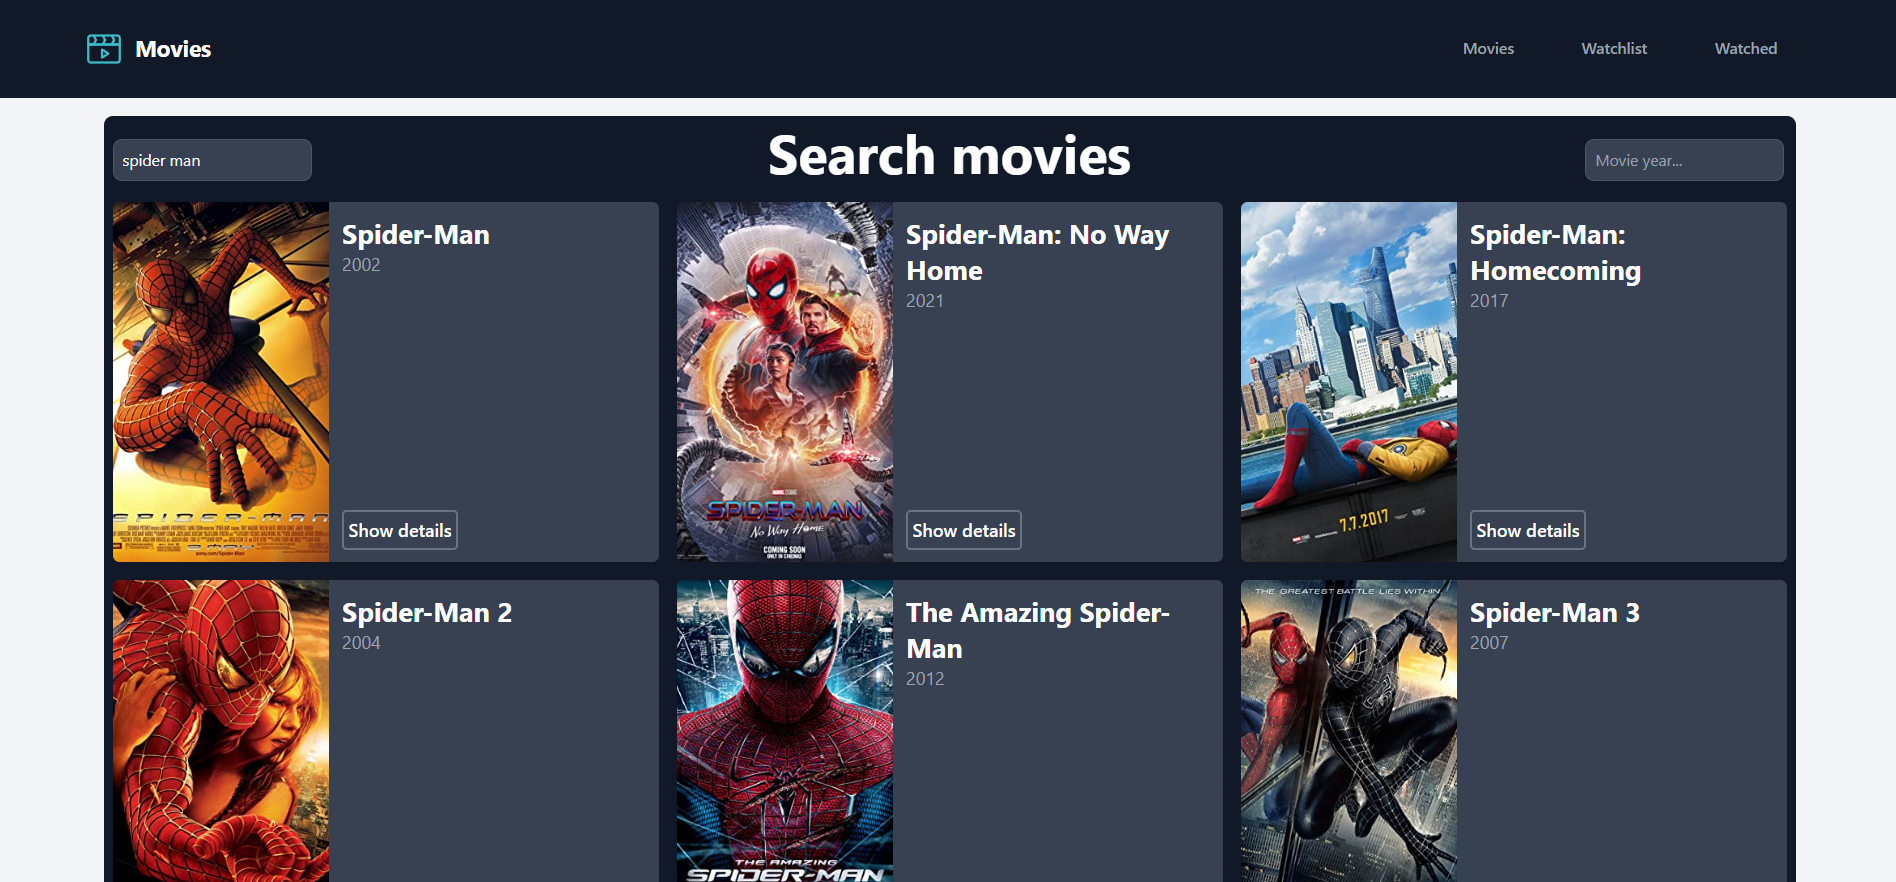 Movies
Movies Watchlist Watched
spider man
Search movies
Movie year...
Spider-Man
2002
Show details
SPIDER-MAN
Spider-Man: No Way
Home
2021
Show details
SPIDER-MAN
No Way Home
COMING SOON
ONLY IN CINEMAS
Spider-Man:
Homecoming
2017
Show details
7.7.2017
Spider-Man 2
2004
The Amazing Spider-
Man
2012
THE AMAZING
SPIDER-MAN
Spider-Man 3
2007
THE GREATEST BATTLE LIES WITHIN.